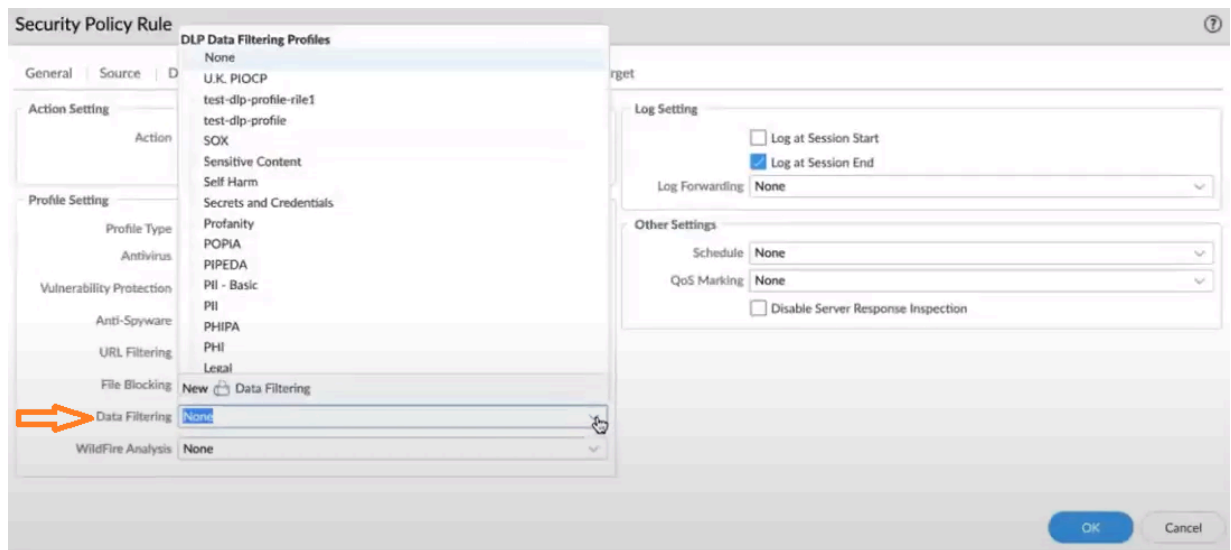 Security Policy Rule
DLP Data Filtering Profiles
None
General Source D rget
U.K. PIOCP
test-dlp-profile-rile1
test-dlp-profile
SOX
Sensitive Content
Self Harm
Secrets and Credentials
Profanity
POPIA
PIPEDA
PII - Basic
PII
PHIPA
PHI
Legal
New Data Filtering
Action Setting
Action
Profile Setting
Profile Type
Antivirus
Vulnerability Protection
Anti-Spyware
URL Filtering
File Blocking
Data Filtering None
WildFire Analysis None
Log Setting
Log at Session Start
Log at Session End
Log Forwarding None
Other Settings
Schedule None
QoS Marking None
Disable Server Response Inspection
OK Cancel